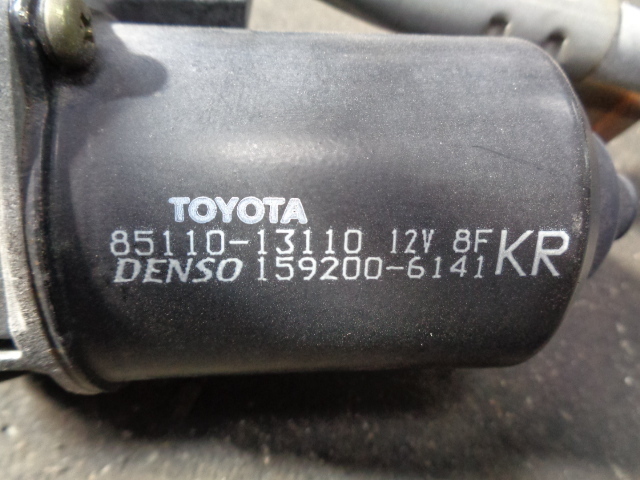 TOYOTA
85110-13110 12V 8F KR
DENSO 159200-6141